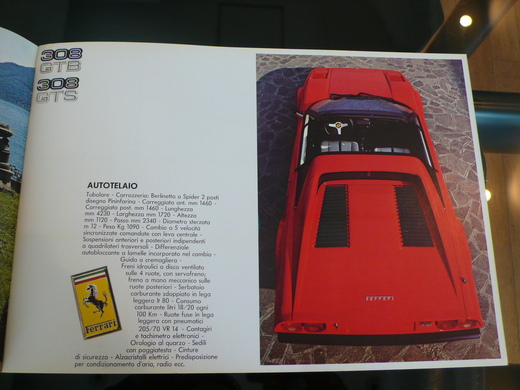 308
GTB
308
GTS
AUTOTELAIO
Tubolare - Carrozzeria: Berlinetta o Spider 2 posti
disegno Pininfarina - Carreggiata ant. mm 1460 -
Carreggiata post. mm 1460 - Lunghezza
mm 4230 - Larghezza mm 1720 - Altezza
mm 1120 - Passo mm 2340 - Diametro sterzata
m 12 - Peso Kg 1090 - Cambio a 5 velocità
sincronizzate comandate con leva centrale -
Sospensioni anteriori e posteriori indipendenti
a quadrilateri trasversali - Differenziale
autobloccante a lamelle incorporato nel cambio -
Guida a cremagliera -
Freni idraulici a disco ventilato
sulle 4 ruote, con servofreno;
freno a mano meccanico sulle
ruote posteriori - Serbatoio
carburante sdoppiato in lega
leggera lt 80 - Consumo
carburante litri 18/20 ogni
100 Km - Ruote fuse in lega
leggera con pneumatici
205/70 VR 14 - Contagiri
e tachimetro elettronici -
Orologio al quarzo - Sedili
con poggiatesta - Cinture
di sicurezza - Alzacristalli elettrici - Predisposizione
per condizionamento d'aria, radio ecc.
Ferrari
FERRARI